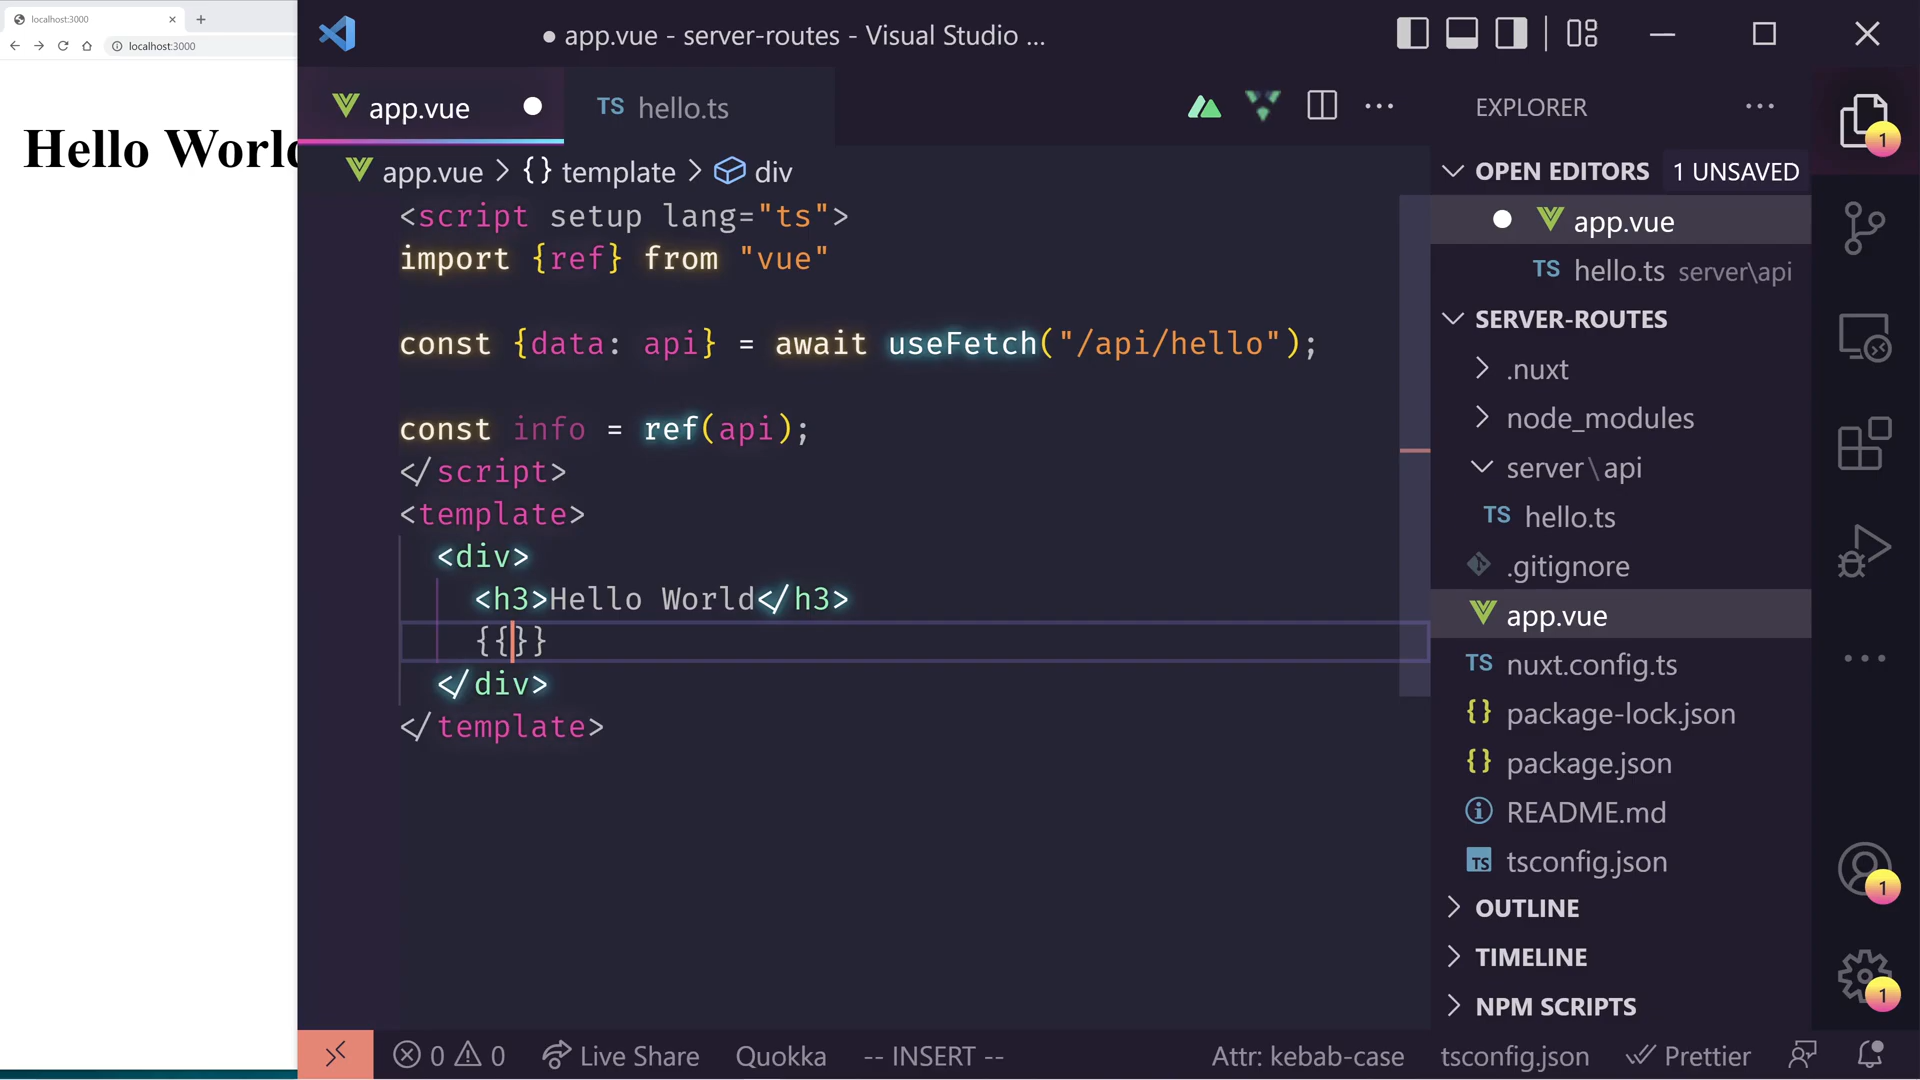 localhost:3000
localhost:3000
Hello World
app.vue - server-routes - Visual Studio ...
app.vue
TS hello.ts
app.vue > {} template > div
<script setup lang="ts">
import {ref} from "vue"
const {data: api} = await useFetch("/api/hello");
const info = ref(api);
</script>
<template>
<div>
<h3>Hello World</h3>
{{}}
</div>
</template>
EXPLORER
OPEN EDITORS 1 UNSAVED
app.vue
TS hello.ts server\api
SERVER-ROUTES
.nuxt
node_modules
server\api
TS hello.ts
.gitignore
app.vue
TS nuxt.config.ts
{} package-lock.json
{} package.json
README.md
TS tsconfig.json
OUTLINE
TIMELINE
NPM SCRIPTS
1
1
1
0 0 Live Share Quokka -- INSERT -- Attr: kebab-case tsconfig.json Prettier